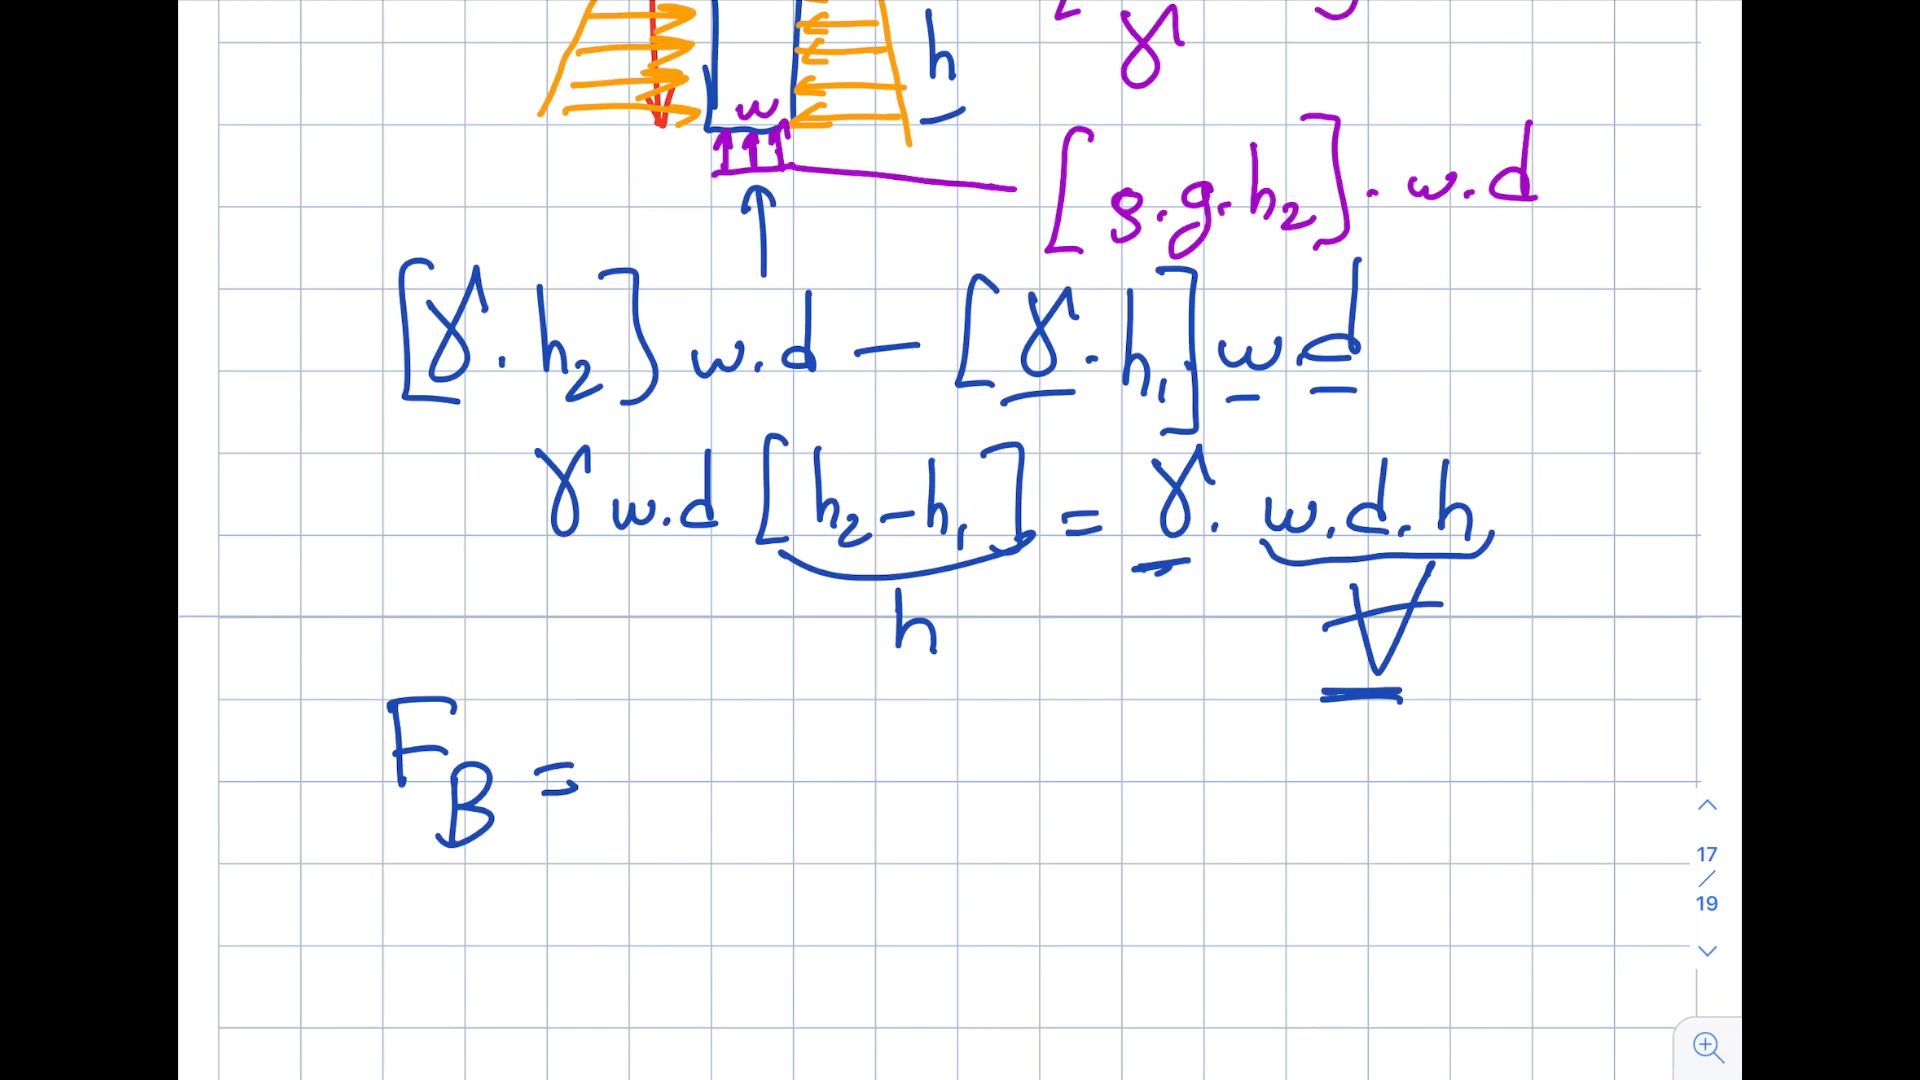 h
γ
w
[ρ.g.h₂].w.d
[γ.h₂] w.d − [γ.h₁] w d
γ w.d [h₂−h₁] = γ. w.d.h
h
V
F_B =
17
/
19